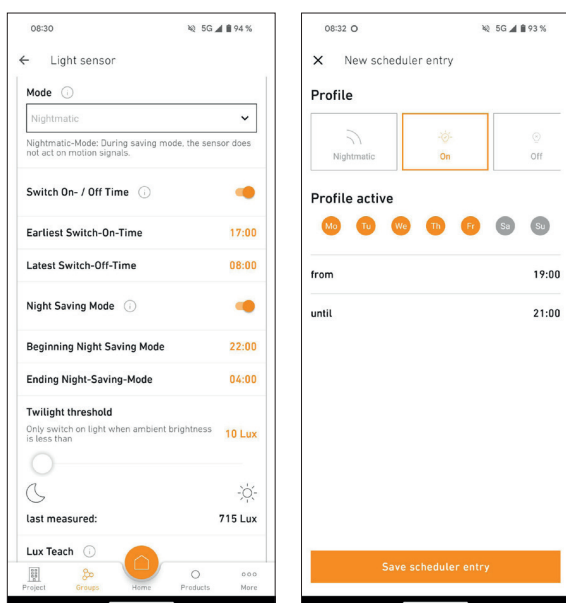 08:30 5G 94 %
Light sensor
Mode
Nightmatic
Nightmatic-Mode: During saving mode, the sensor does
not act on motion signals.
Switch On- / Off Time
Earliest Switch-On-Time 17:00
Latest Switch-Off-Time 08:00
Night Saving Mode
Beginning Night Saving Mode 22:00
Ending Night-Saving-Mode 04:00
Twilight threshold
Only switch on light when ambient brightness
is less than
10 Lux
last measured: 715 Lux
Lux Teach
Project Groups Home Products More
08:32 5G 93 %
New scheduler entry
Profile
Nightmatic On Off
Profile active
Mo Tu We Th Fr Sa Su
from 19:00
until 21:00
Save scheduler entry